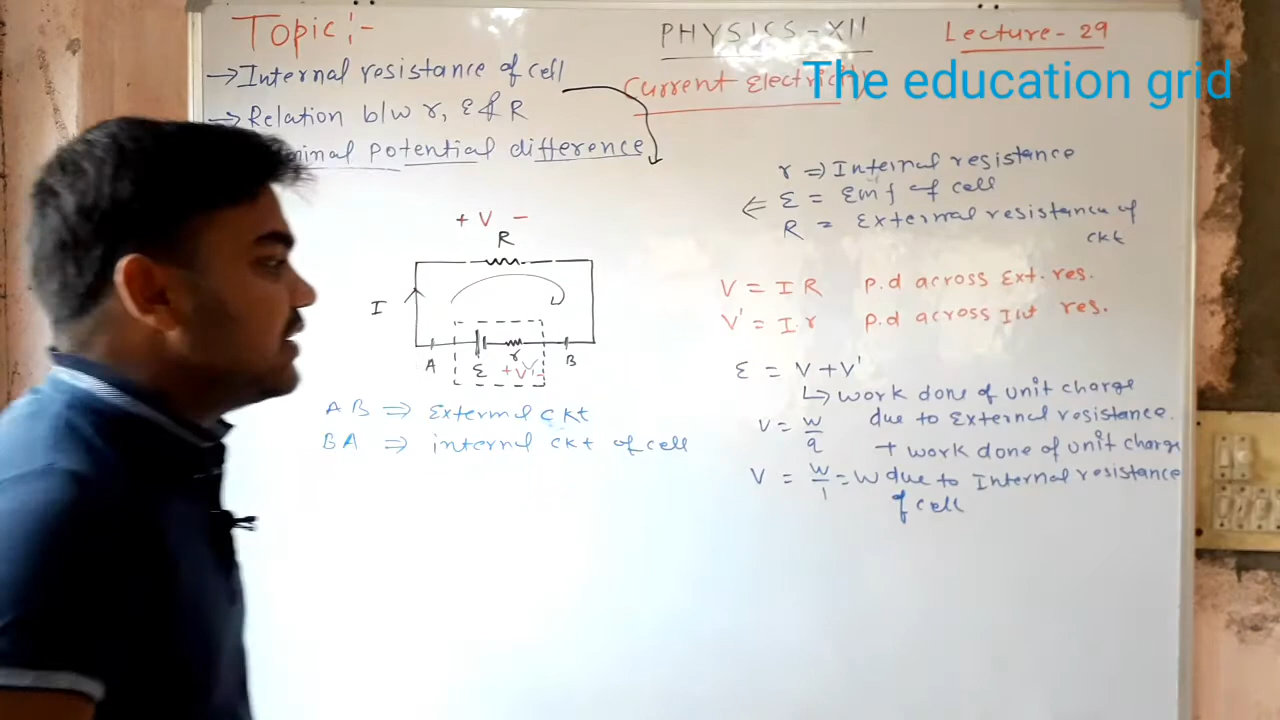 Topic :-
PHYSICS - XII
Lecture - 29
The education grid
Current Electricity
→ Internal resistance of cell
→ Relation b/w r, ε & R
minal potential difference
r ⇒ Internal resistance
⇐ ε = Emf of cell
R = External resistance of
ckt
+ V -
R
I
A
ε
r
+V'-
B
V = I R p.d across Ext. res.
V' = I.r p.d across Int res.
ε = V + V'
↳ work done of unit charge
due to External resistance.
V = w/q
+ work done of unit charge
V = w/1 = W due to Internal resistance
of cell
AB ⇒ External ckt
BA ⇒ internal ckt of cell